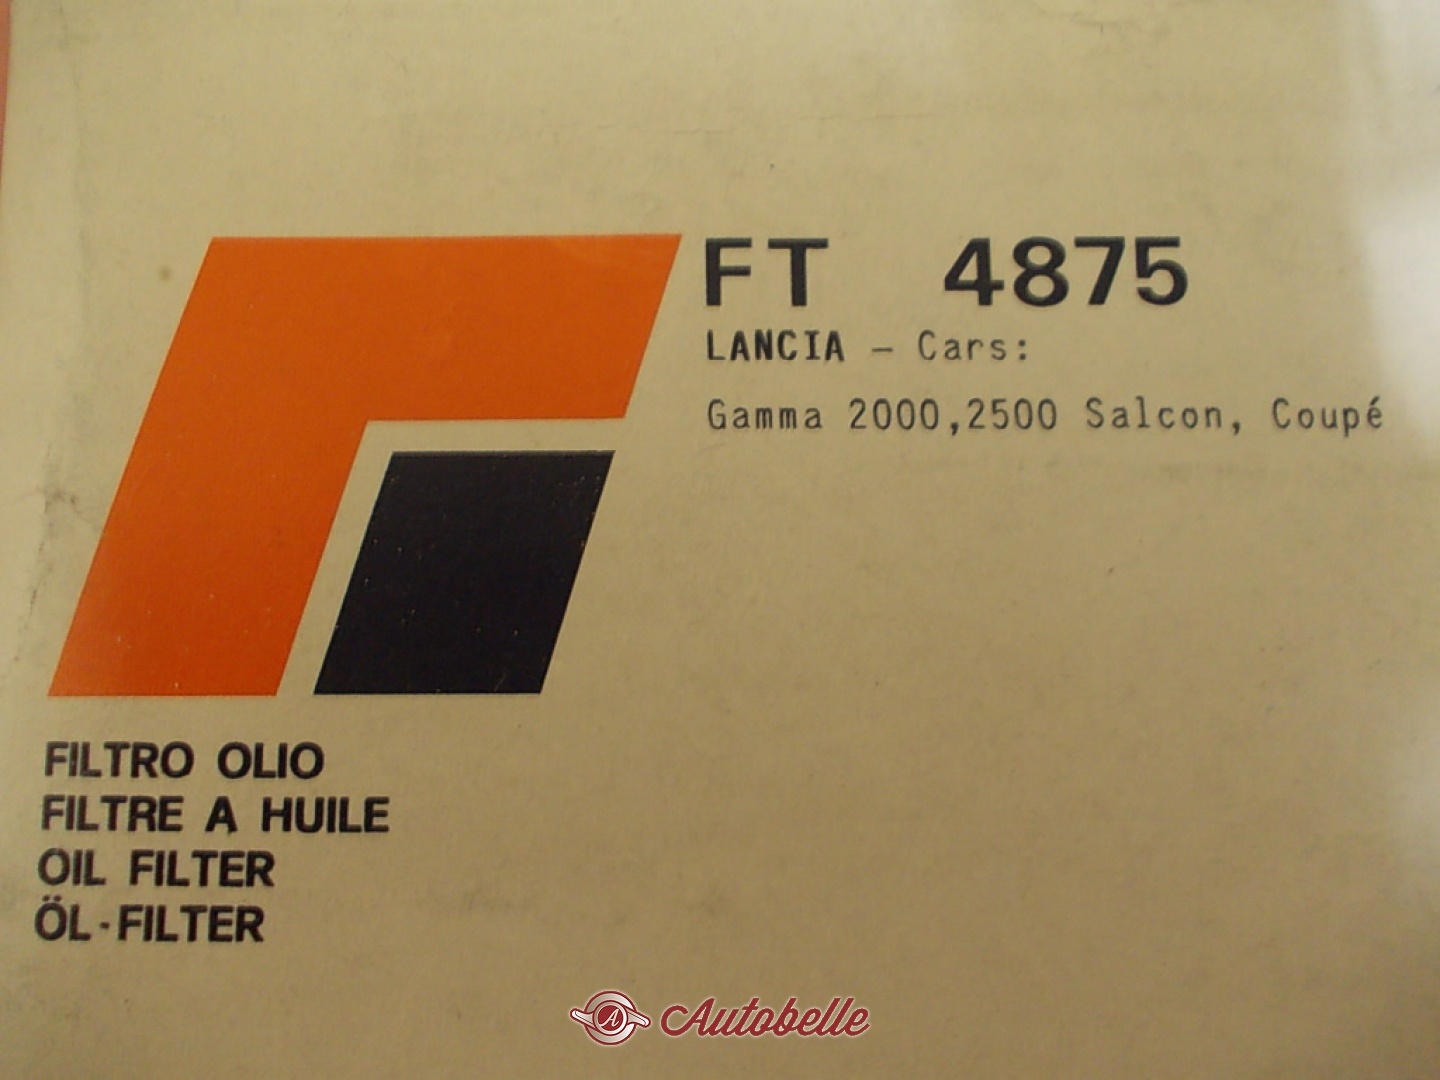 FT 4875
LANCIA – Cars:
Gamma 2000,2500 Salcon, Coupé
FILTRO OLIO
FILTRE A HUILE
OIL FILTER
ÖL-FILTER
A Autobelle